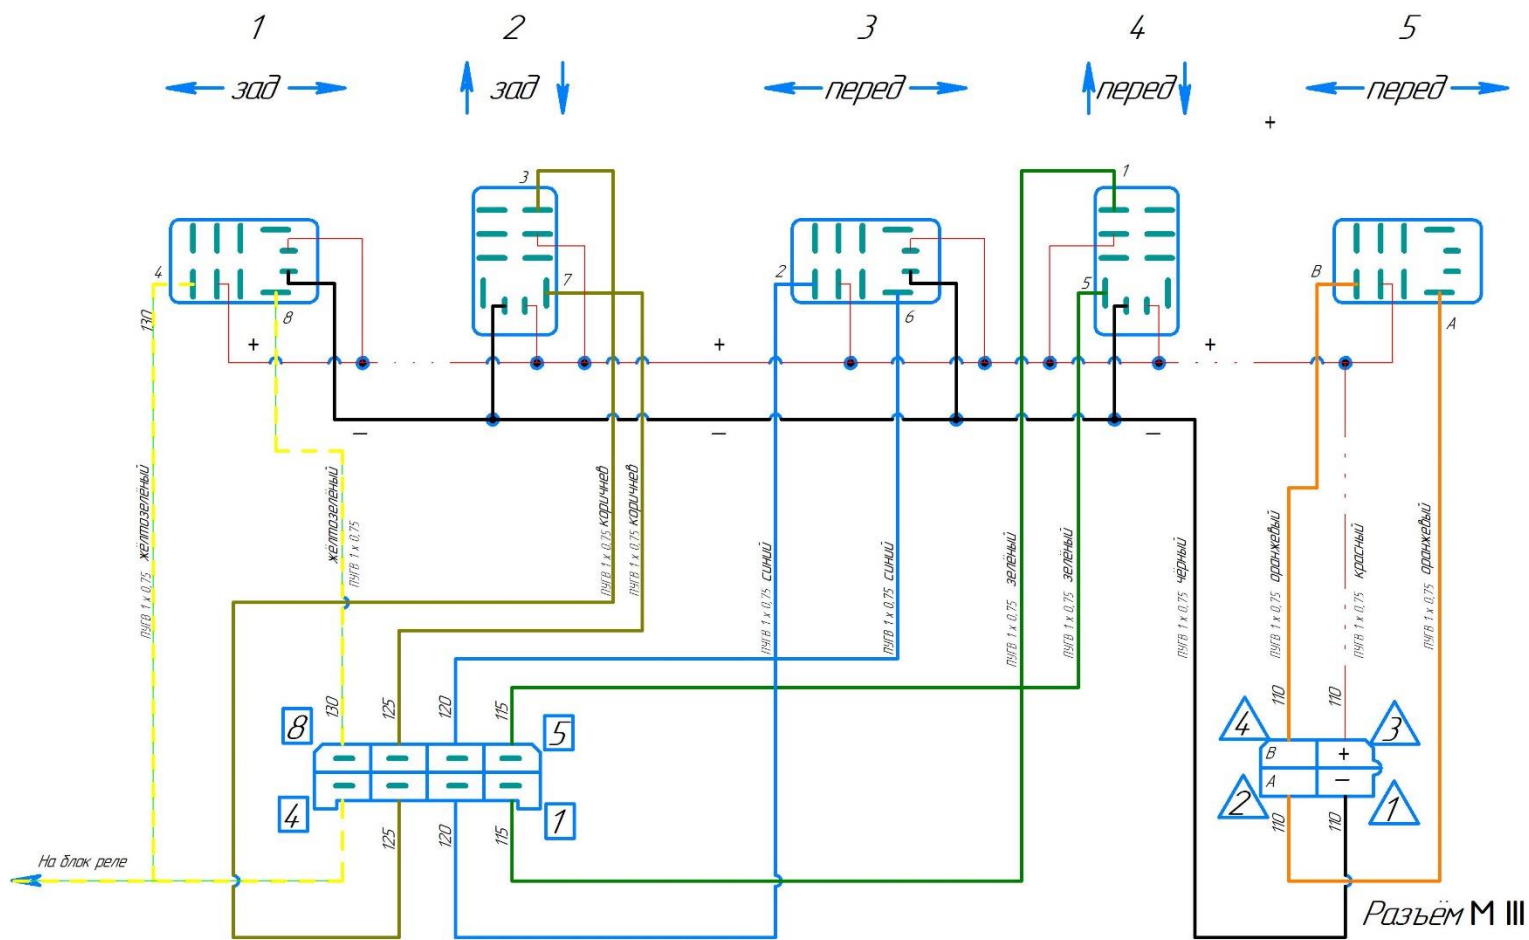 1 2 3 4 5
зад зад перед перед перед
+
3 1
4 7 2 5 В
8 6 А
130
+ + +
– – –
ПУГВ 1 х 0,75 жёлтозелёный
жёлтозелёный
ПУГВ 1 х 0,75
ПУГВ 1 х 0,75 коричнев
ПУГВ 1 х 0,75 коричнев
ПУГВ 1 х 0,75 синий
ПУГВ 1 х 0,75 синий
ПУГВ 1 х 0,75 зелёный
ПУГВ 1 х 0,75 зелёный
ПУГВ 1 х 0,75 чёрный
ПУГВ 1 х 0,75 оранжевый
ПУГВ 1 х 0,75 красный
ПУГВ 1 х 0,75 оранжевый
130 125 120 115 110 110
8 5 4 3
В +
А –
4 1 2 1
125 120 115 110 110
На блок реле
Разъём М III